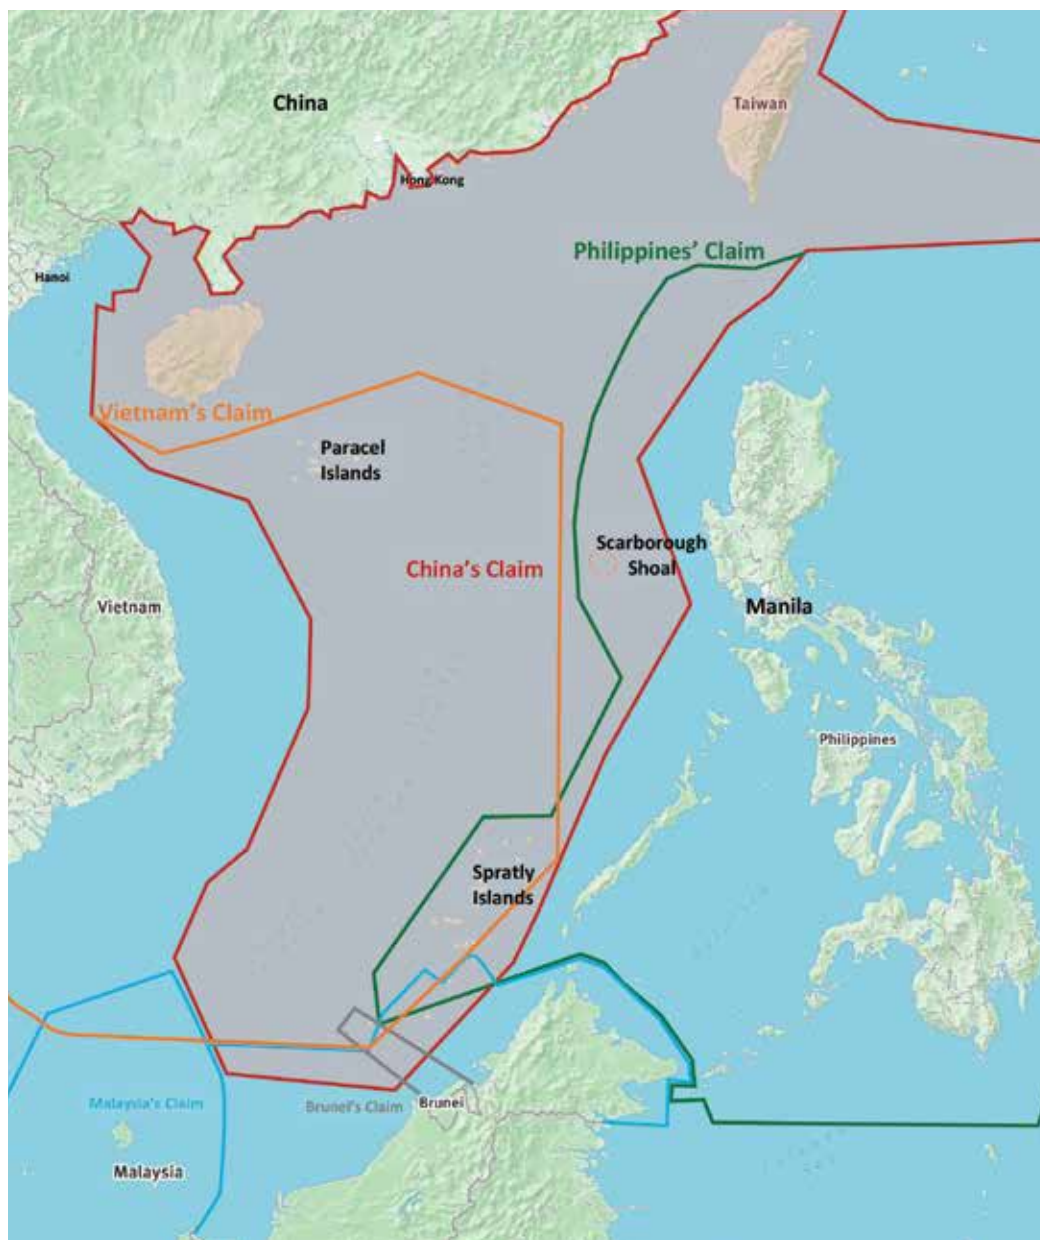 China
Taiwan
Hong Kong
Philippines' Claim
Hanoi
Vietnam's Claim
Paracel
Islands
Scarborough
Shoal
China's Claim
Vietnam
Manila
Philippines
Spratly
Islands
Malaysia's Claim
Brunei's Claim
Brunei
Malaysia